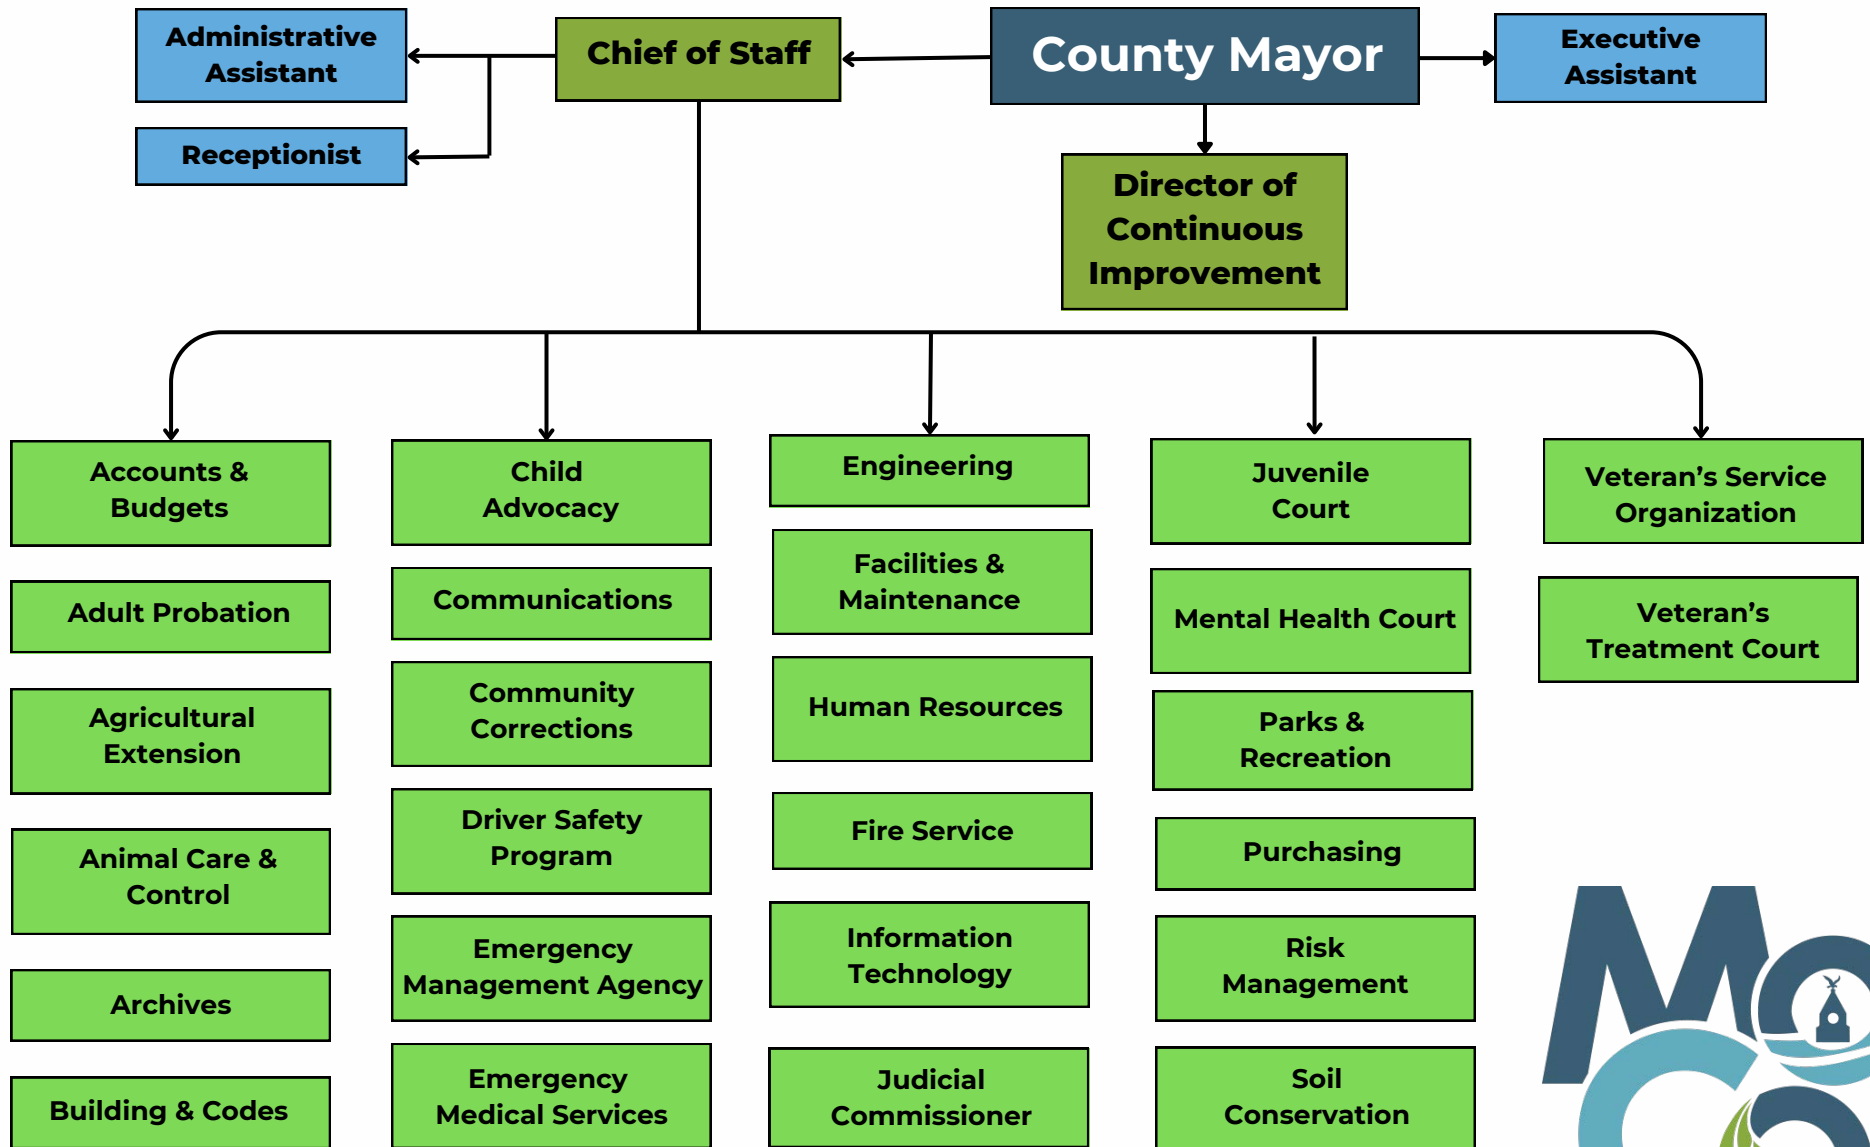 Administrative
Assistant
Chief of Staff
County Mayor
Executive
Assistant
Receptionist
Director of
Continuous
Improvement
Accounts &
Budgets
Adult Probation
Agricultural
Extension
Animal Care &
Control
Archives
Building & Codes
Child
Advocacy
Communications
Community
Corrections
Driver Safety
Program
Emergency
Management Agency
Emergency
Medical Services
Engineering
Facilities &
Maintenance
Human Resources
Fire Service
Information
Technology
Judicial
Commissioner
Juvenile
Court
Mental Health Court
Parks &
Recreation
Purchasing
Risk
Management
Soil
Conservation
Veteran’s Service
Organization
Veteran’s
Treatment Court
MO
CO